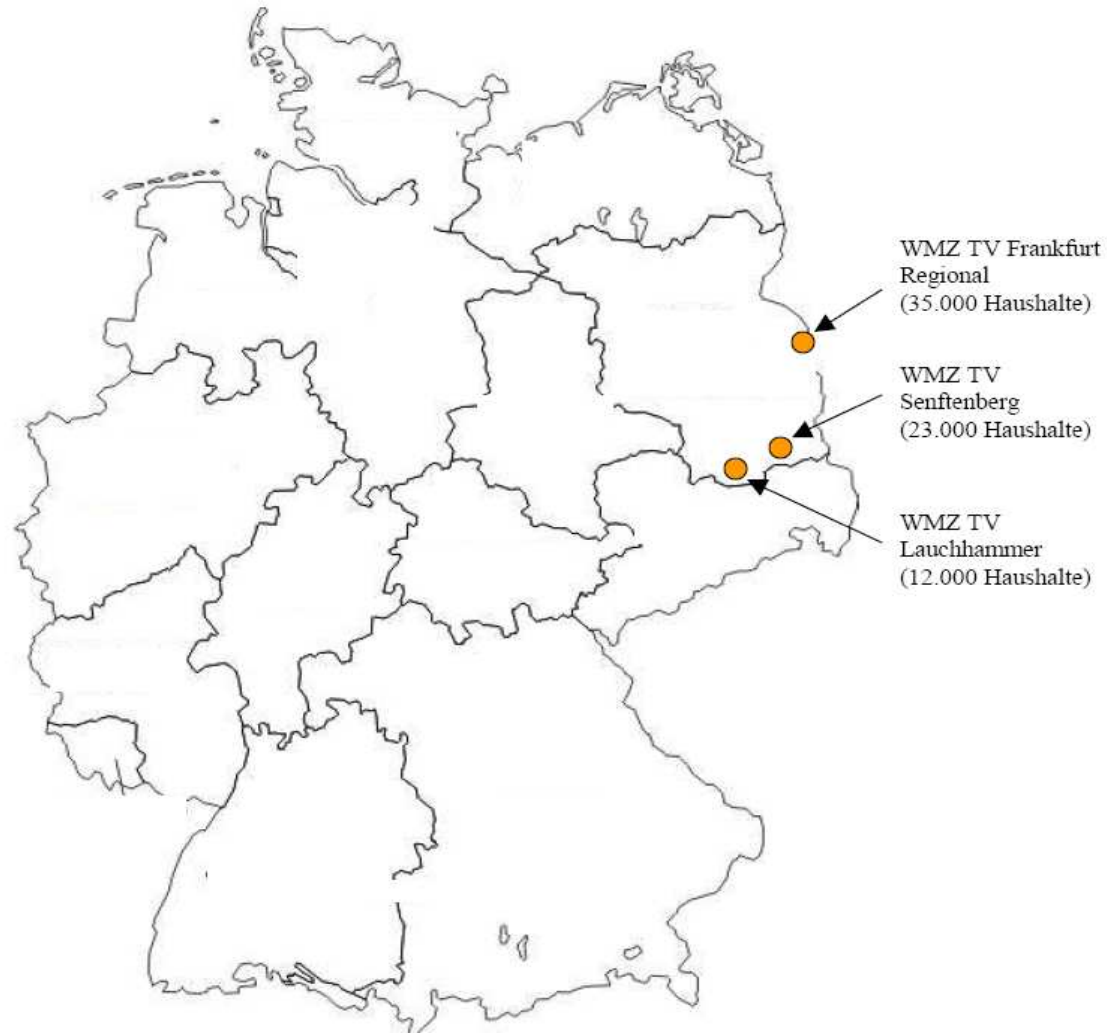 WMZ TV Frankfurt
Regional
(35.000 Haushalte)
WMZ TV
Senftenberg
(23.000 Haushalte)
WMZ TV
Lauchhammer
(12.000 Haushalte)